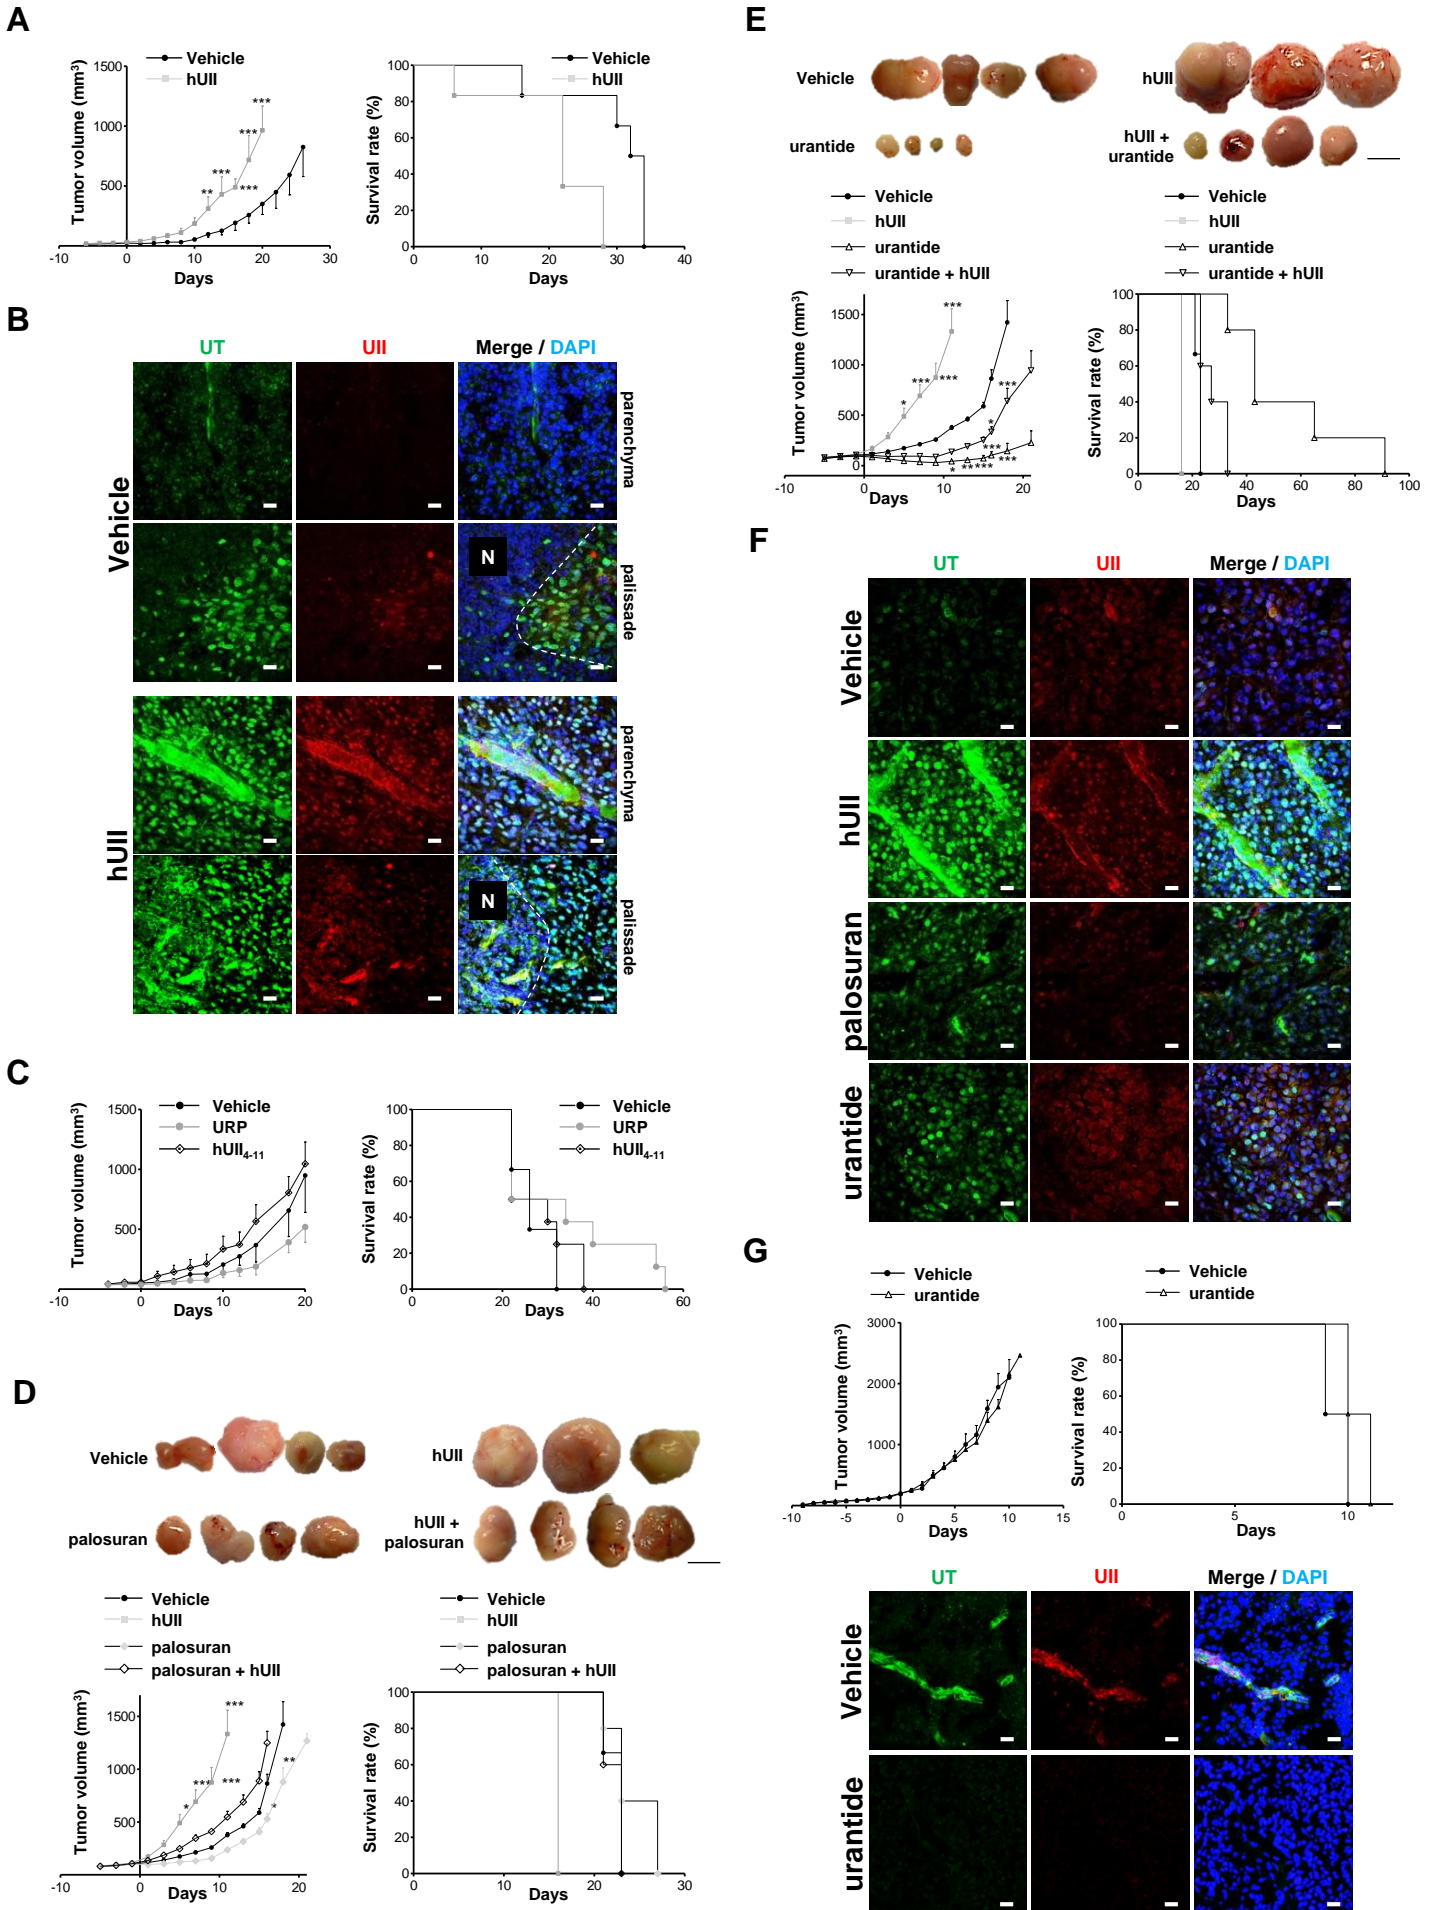 A
Vehicle
hUII
Tumor volume (mm³)
1500
1000
500
-10
0
10
20
30
Days
***
***
***
**
***
Vehicle
hUII
Survival rate (%)
100
80
60
40
20
0
0
10
20
30
40
Days
B
UT
UII
Merge / DAPI
Vehicle
parenchyma
N
palissade
hUII
parenchyma
N
palissade
C
Vehicle
URP
hUII4-11
Tumor volume (mm³)
1500
1000
500
-10
0
10
20
Days
Vehicle
URP
hUII4-11
Survival rate (%)
100
80
60
40
20
0
0
20
40
60
Days
D
Vehicle
hUII
palosuran
hUII +
palosuran
Vehicle
hUII
palosuran
palosuran + hUII
Tumor volume (mm³)
1500
1000
500
-10
0
10
20
Days
***
***
***
*
**
*
Vehicle
hUII
palosuran
palosuran + hUII
Survival rate (%)
100
80
60
40
20
0
0
10
20
30
Days
E
Vehicle
hUII
urantide
hUII +
urantide
Vehicle
hUII
urantide
urantide + hUII
Tumor volume (mm³)
1500
1000
500
0
-10
0
10
20
Days
***
***
***
*
***
*
***
***
*
**
***
Vehicle
hUII
urantide
urantide + hUII
Survival rate (%)
100
80
60
40
20
0
0
20
40
60
80
100
Days
F
UT
UII
Merge / DAPI
Vehicle
hUII
palosuran
urantide
G
Vehicle
urantide
Tumor volume (mm³)
3000
2000
1000
-10
-5
0
5
10
15
Days
Vehicle
urantide
Survival rate (%)
100
80
60
40
20
0
0
5
10
Days
UT
UII
Merge / DAPI
Vehicle
urantide